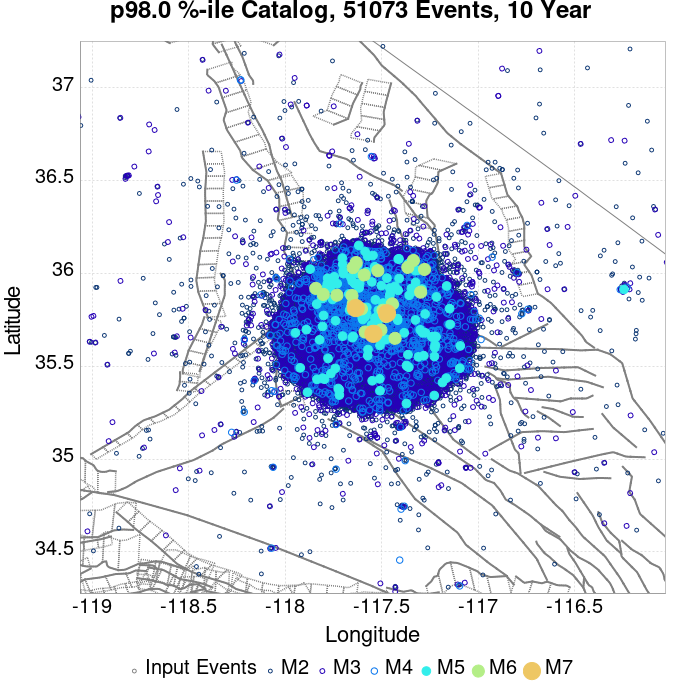 p98.0 %-ile Catalog, 51073 Events, 10 Year
37
36.5
36
35.5
35
34.5
Latitude
-119 -118.5 -118 -117.5 -117 -116.5
Longitude
Input Events M2 M3 M4 M5 M6 M7